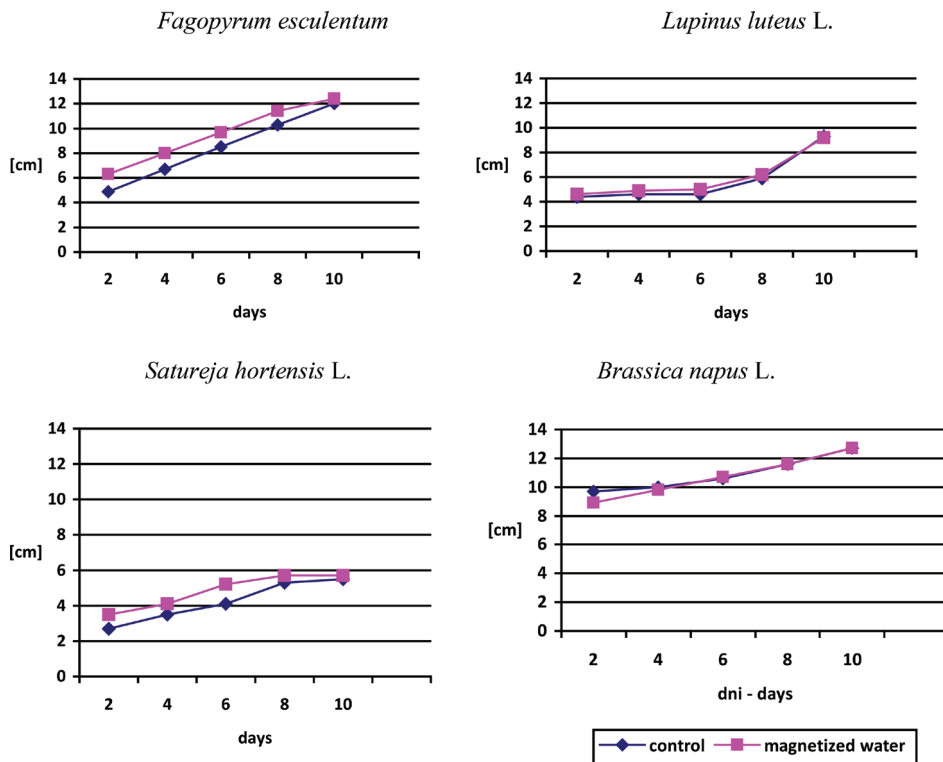 Fagopyrum esculentum
14
12
10
8
6
4
2
0
[cm]
2 4 6 8 10
days
Lupinus luteus L.
14
12
10
8
6
4
2
0
[cm]
2 4 6 8 10
days
Satureja hortensis L.
14
12
10
8
6
4
2
0
[cm]
2 4 6 8 10
days
Brassica napus L.
14
12
10
8
6
4
2
0
[cm]
2 4 6 8 10
dni - days
control magnetized water